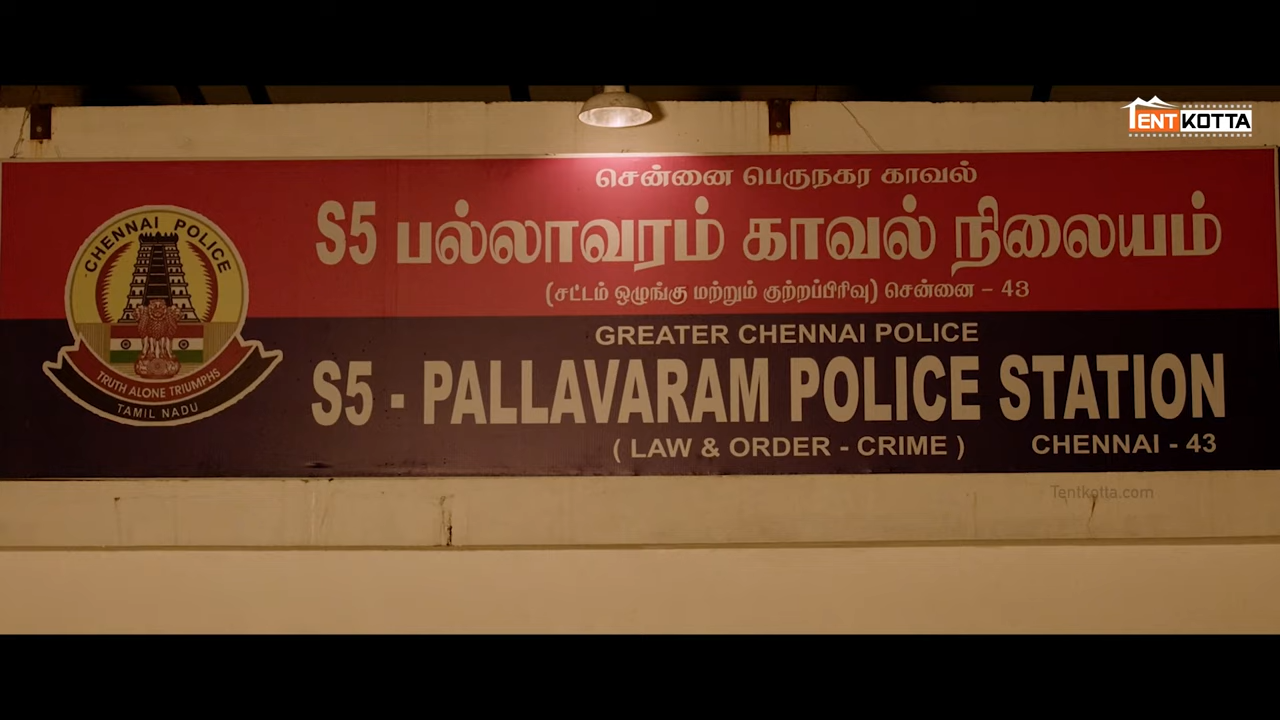 TENTKOTTA
சென்னை பெருநகர காவல்
S5 பல்லாவரம் காவல் நிலையம்
(சட்டம் ஒழுங்கு மற்றும் குற்றப்பிரிவு) சென்னை - 43
CHENNAI POLICE
TRUTH ALONE TRIUMPHS
TAMIL NADU
GREATER CHENNAI POLICE
S5 - PALLAVARAM POLICE STATION
( LAW & ORDER - CRIME ) CHENNAI - 43
Tentkotta.com